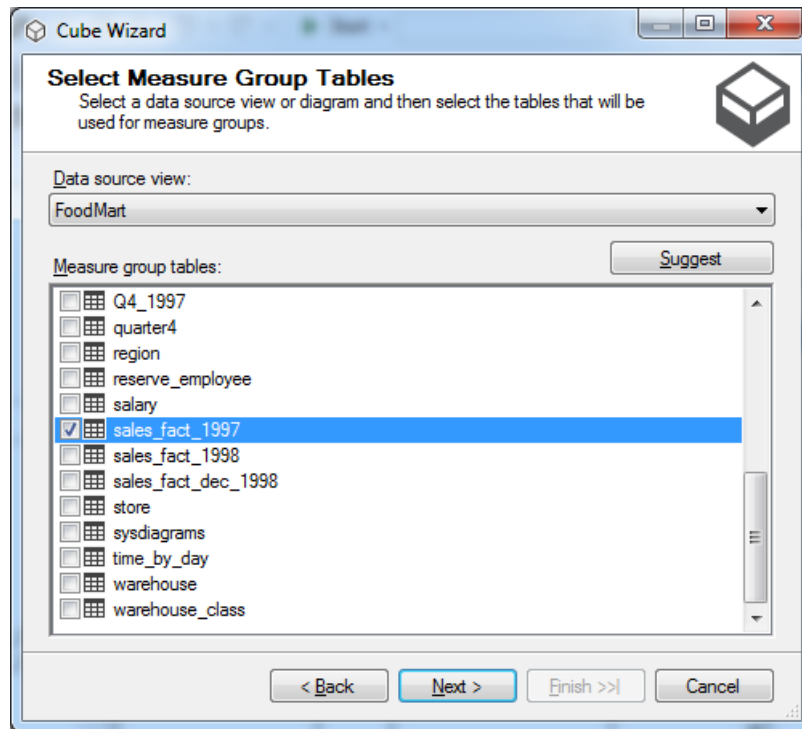 Cube Wizard
Select Measure Group Tables
Select a data source view or diagram and then select the tables that will be
used for measure groups.
Data source view:
FoodMart
Measure group tables:
Suggest
Q4_1997
quarter4
region
reserve_employee
salary
sales_fact_1997
sales_fact_1998
sales_fact_dec_1998
store
sysdiagrams
time_by_day
warehouse
warehouse_class
< Back
Next >
Finish >>|
Cancel